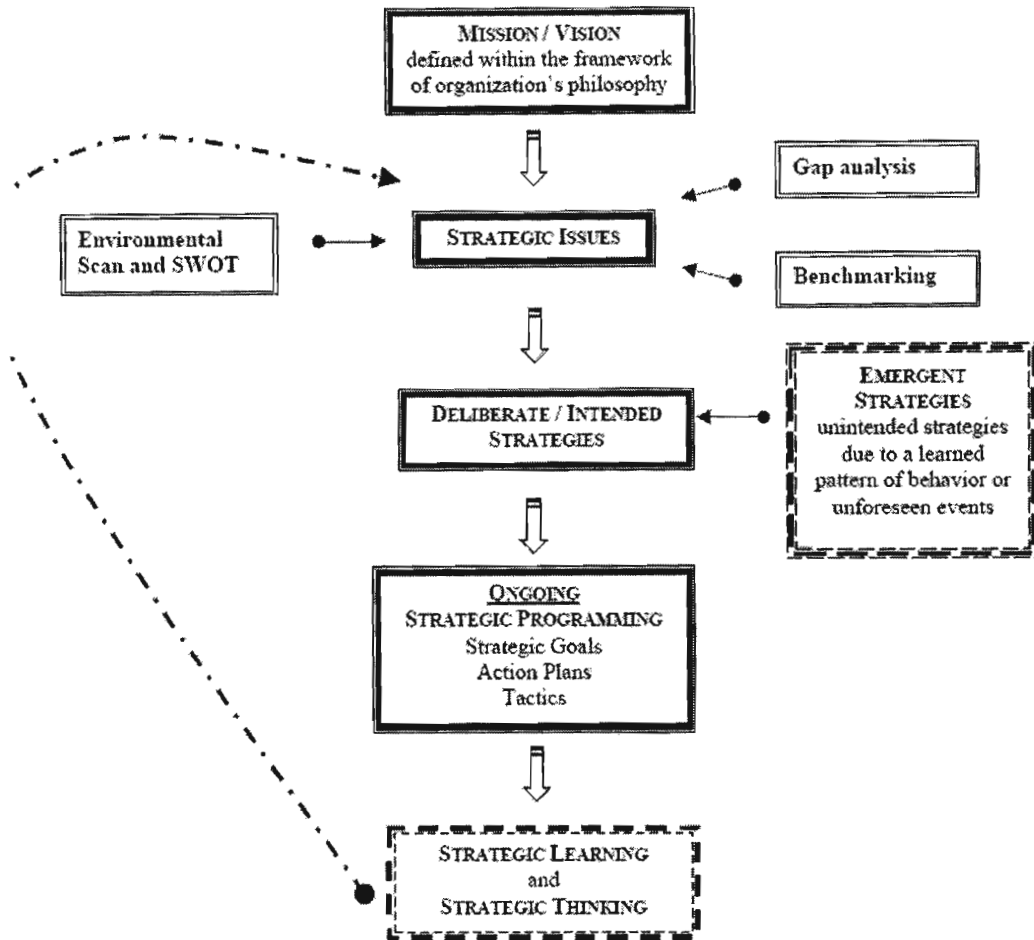 MISSION / VISION
defined within the framework
of organization's philosophy
Gap analysis
Environmental
Scan and SWOT
STRATEGIC ISSUES
Benchmarking
EMERGENT
STRATEGIES
unintended strategies
due to a learned
pattern of behavior or
unforeseen events
DELIBERATE / INTENDED
STRATEGIES
ONGOING
STRATEGIC PROGRAMMING
Strategic Goals
Action Plans
Tactics
STRATEGIC LEARNING
and
STRATEGIC THINKING